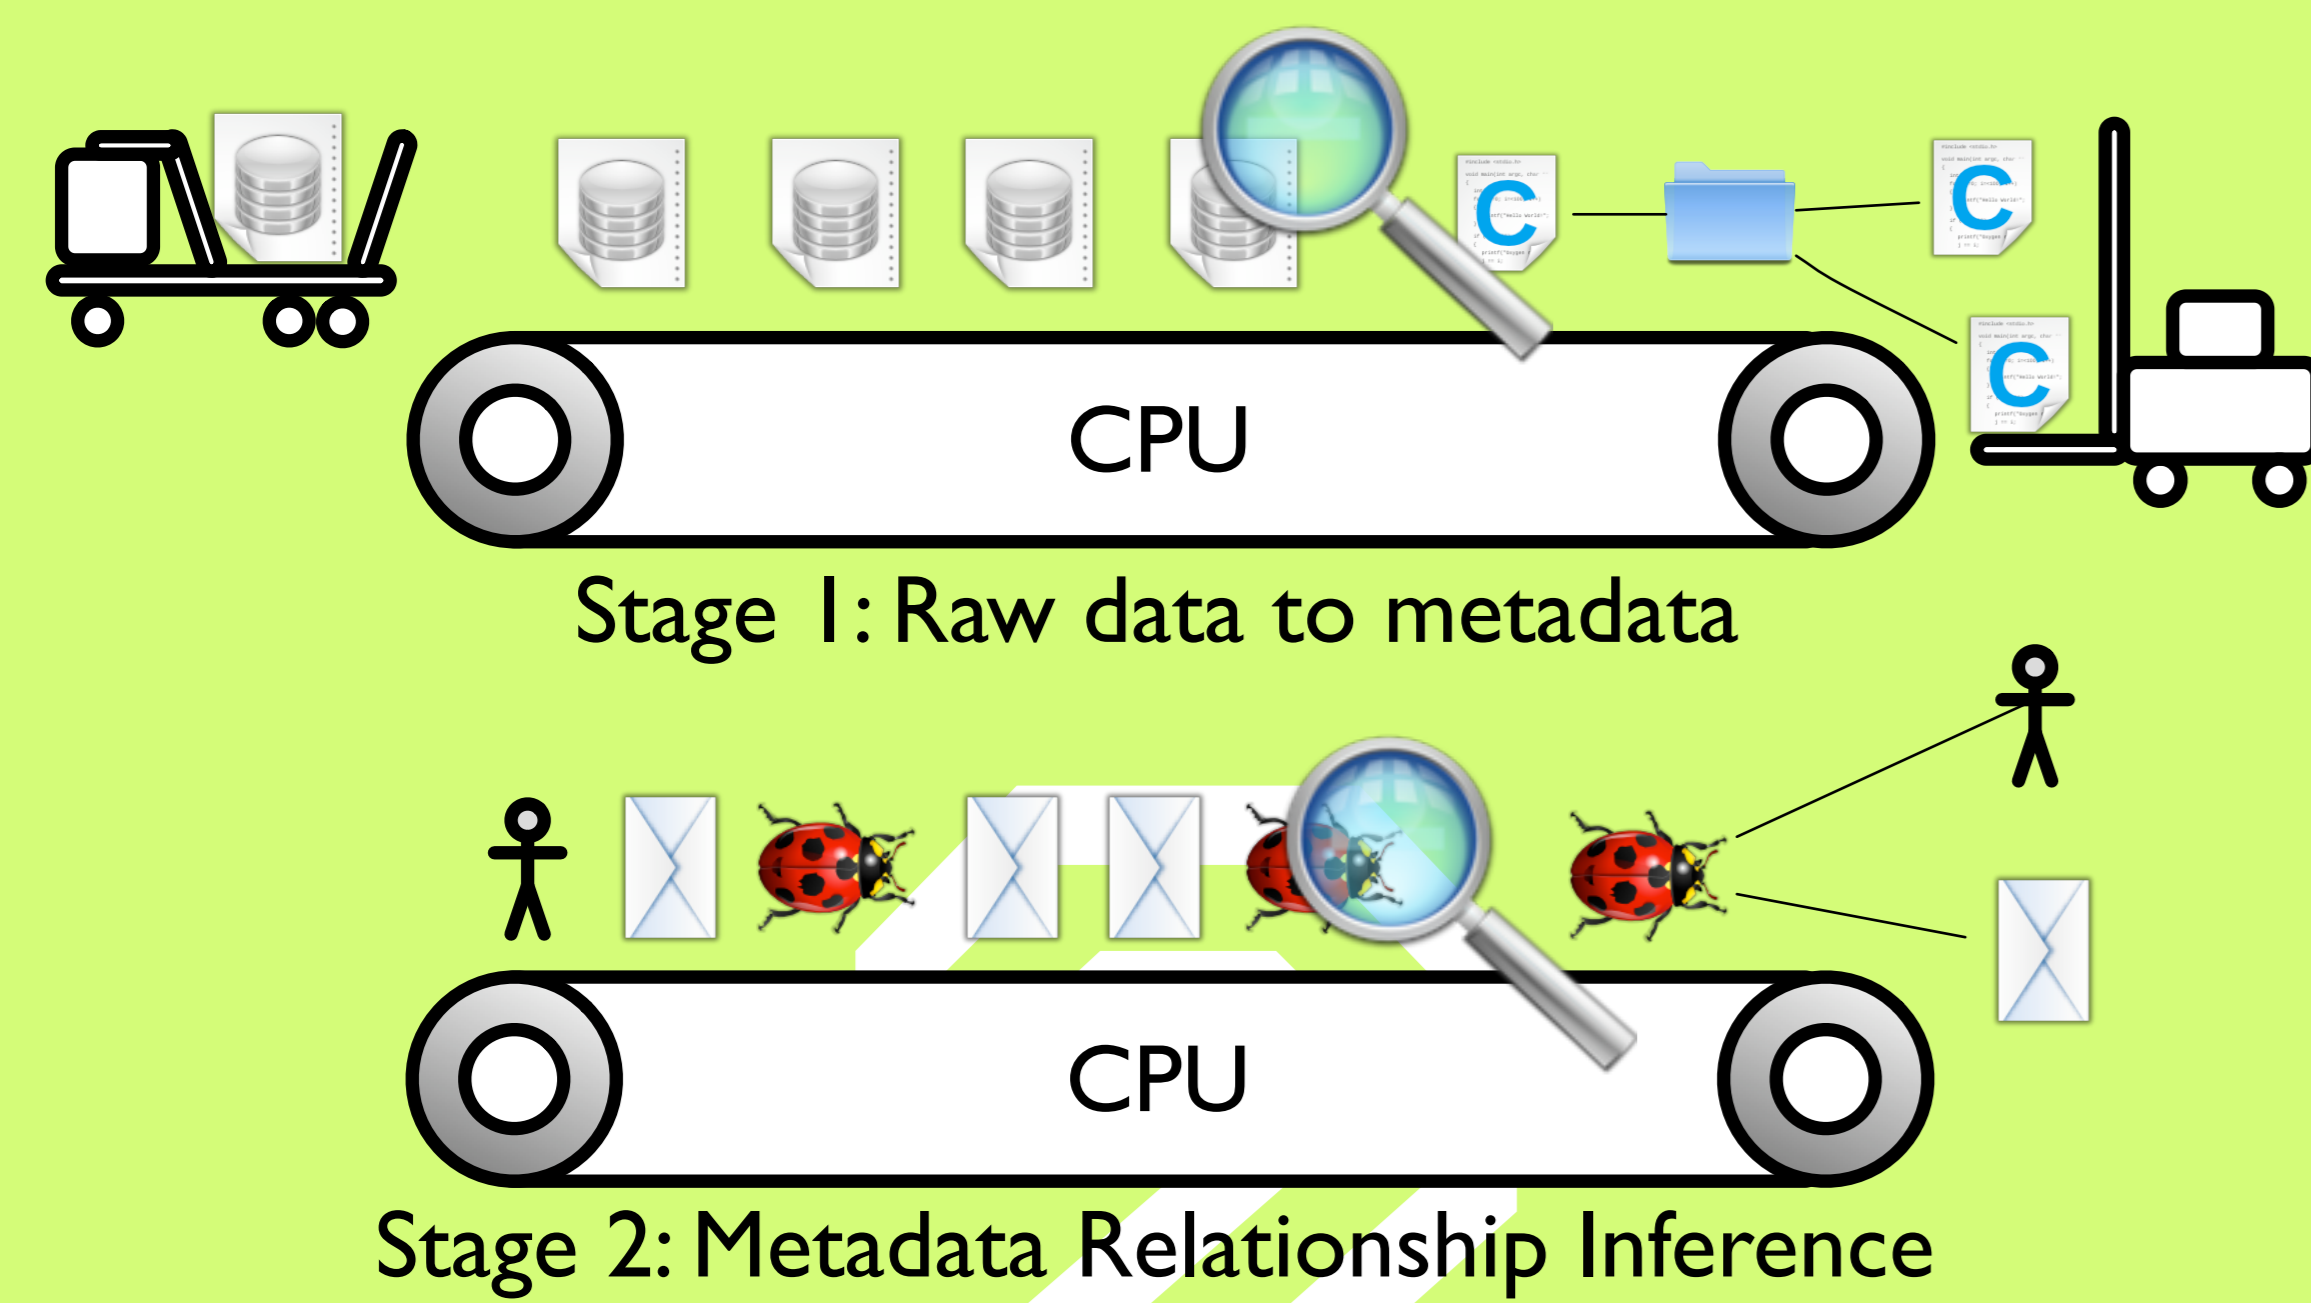 C
C
C
CPU
Stage 1: Raw data to metadata
CPU
Stage 2: Metadata Relationship Inference